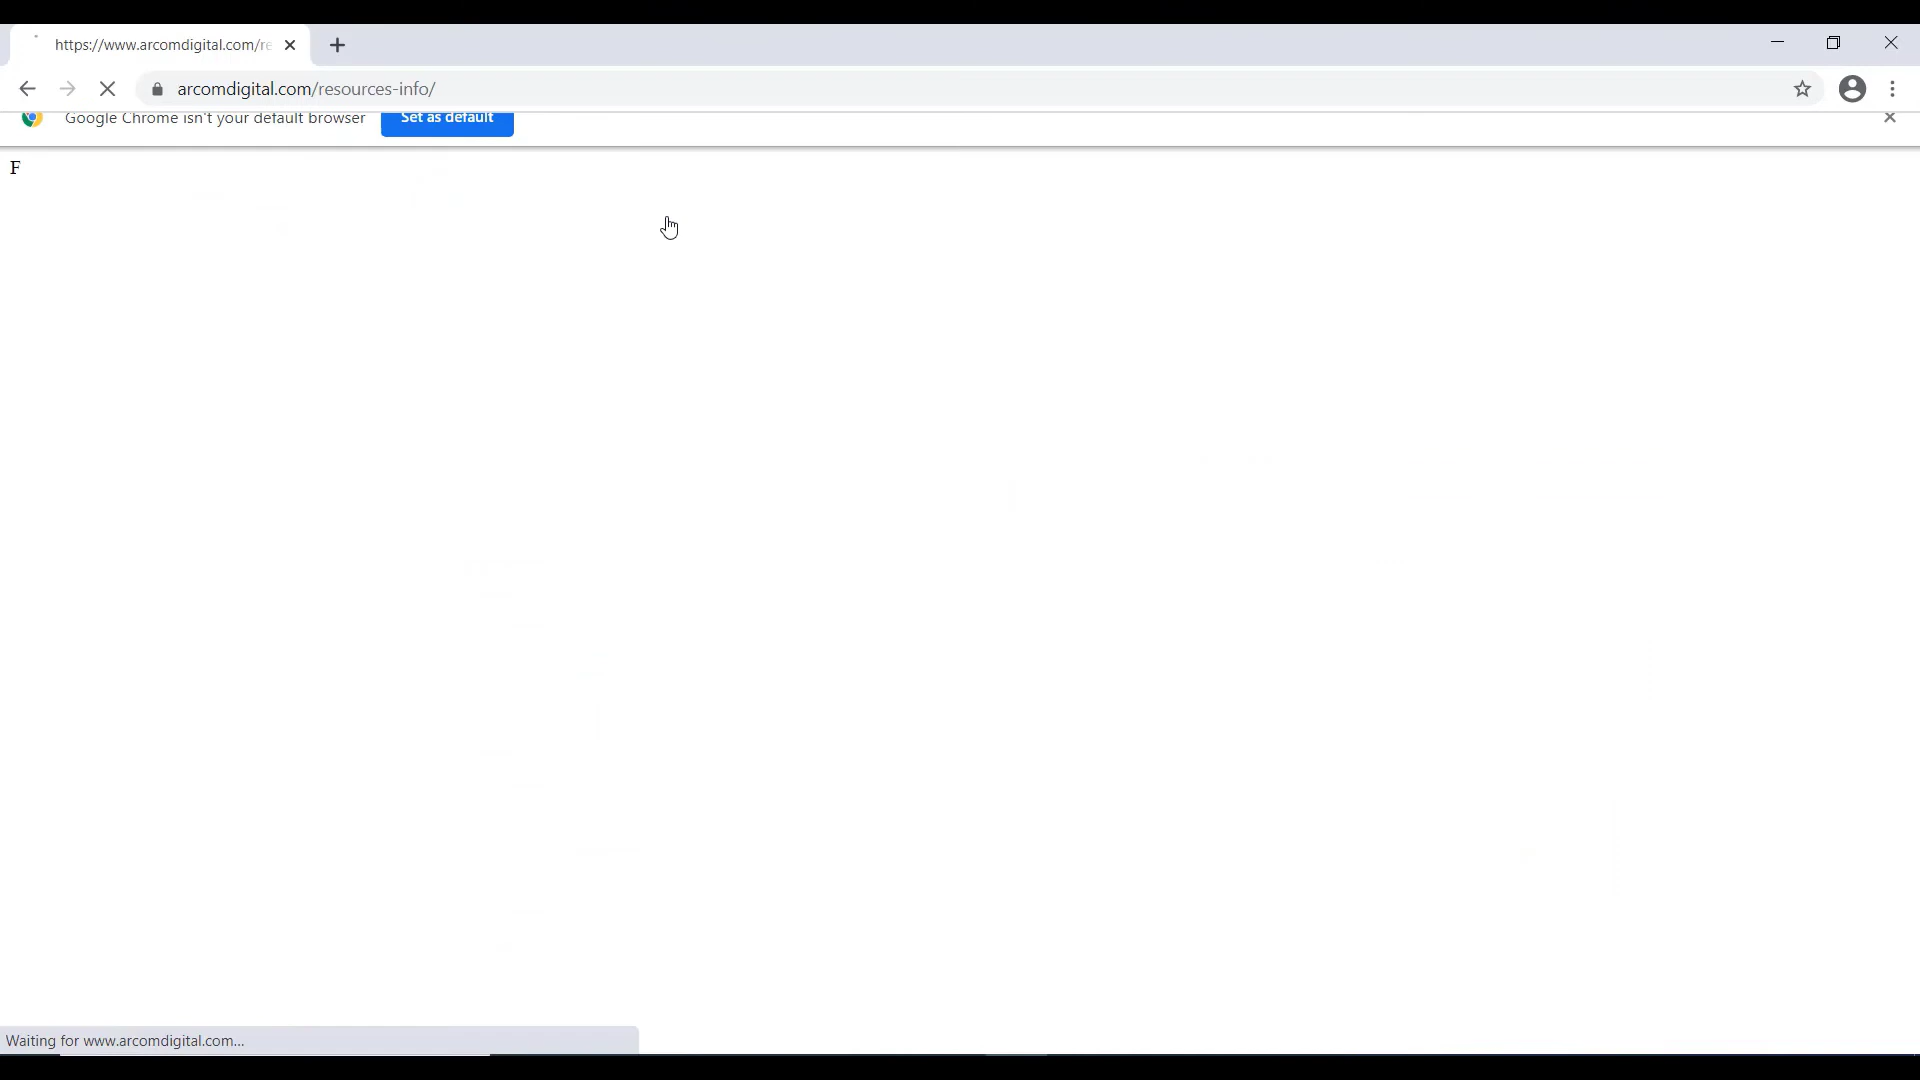 https://www.arcomdigital.com/re
arcomdigital.com/resources-info/
Google Chrome isn't your default browser
Set as default
F
Waiting for www.arcomdigital.com...